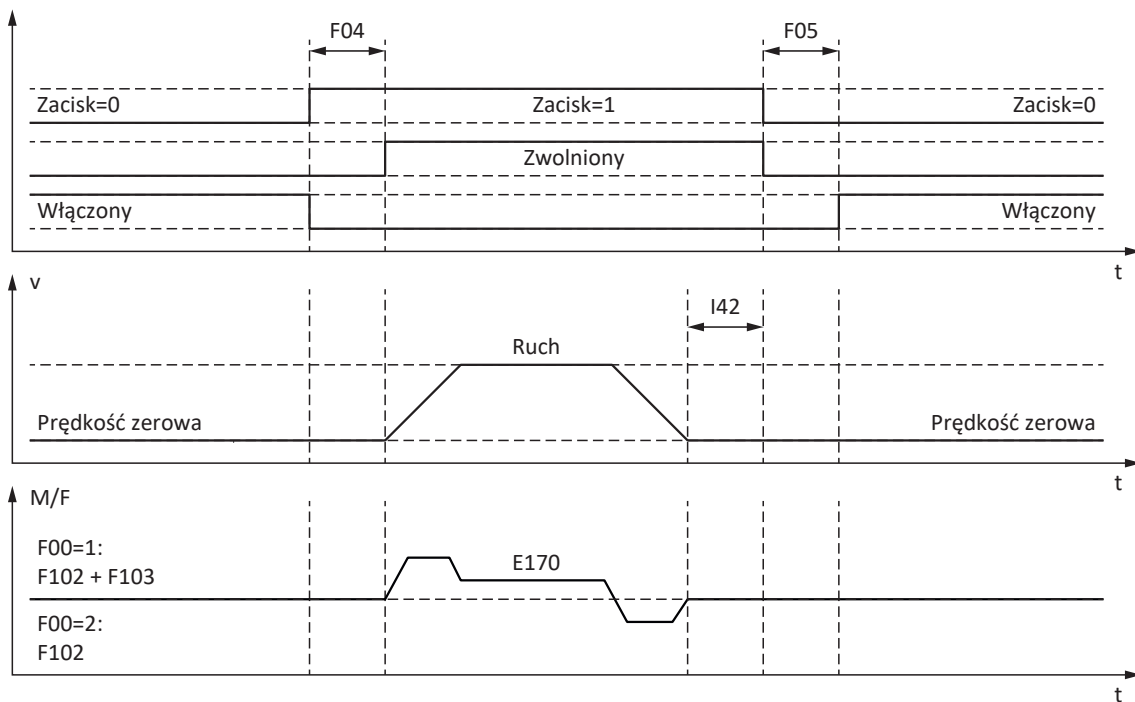 F04
F05
Zacisk=0
Zacisk=1
Zacisk=0
Zwolniony
Włączony
Włączony
t
v
I42
Ruch
Prędkość zerowa
Prędkość zerowa
t
M/F
F00=1:
F102 + F103
E170
F00=2:
F102
t